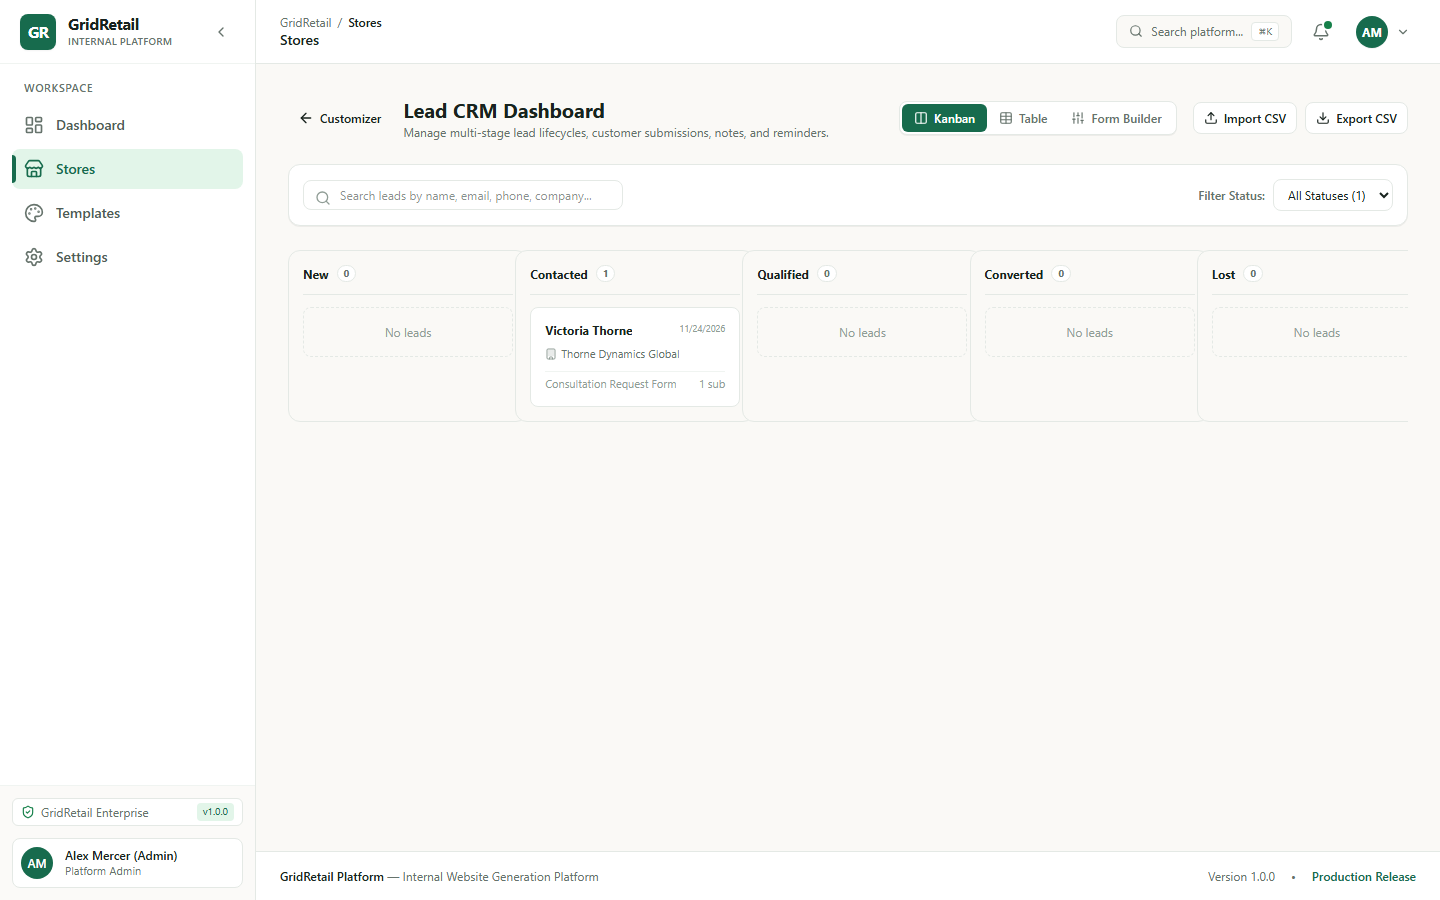 GR
GridRetail
INTERNAL PLATFORM
WORKSPACE
Dashboard
Stores
Templates
Settings
GridRetail Enterprise v1.0.0
AM
Alex Mercer (Admin)
Platform Admin
GridRetail / Stores
Stores
Search platform... ⌘K
AM
Customizer
Lead CRM Dashboard
Manage multi-stage lead lifecycles, customer submissions, notes, and reminders.
Kanban Table Form Builder
Import CSV
Export CSV
Search leads by name, email, phone, company...
Filter Status: All Statuses (1)
New 0
No leads
Contacted 1
Victoria Thorne 11/24/2026
Thorne Dynamics Global
Consultation Request Form 1 sub
Qualified 0
No leads
Converted 0
No leads
Lost 0
No leads
GridRetail Platform — Internal Website Generation Platform
Version 1.0.0 • Production Release